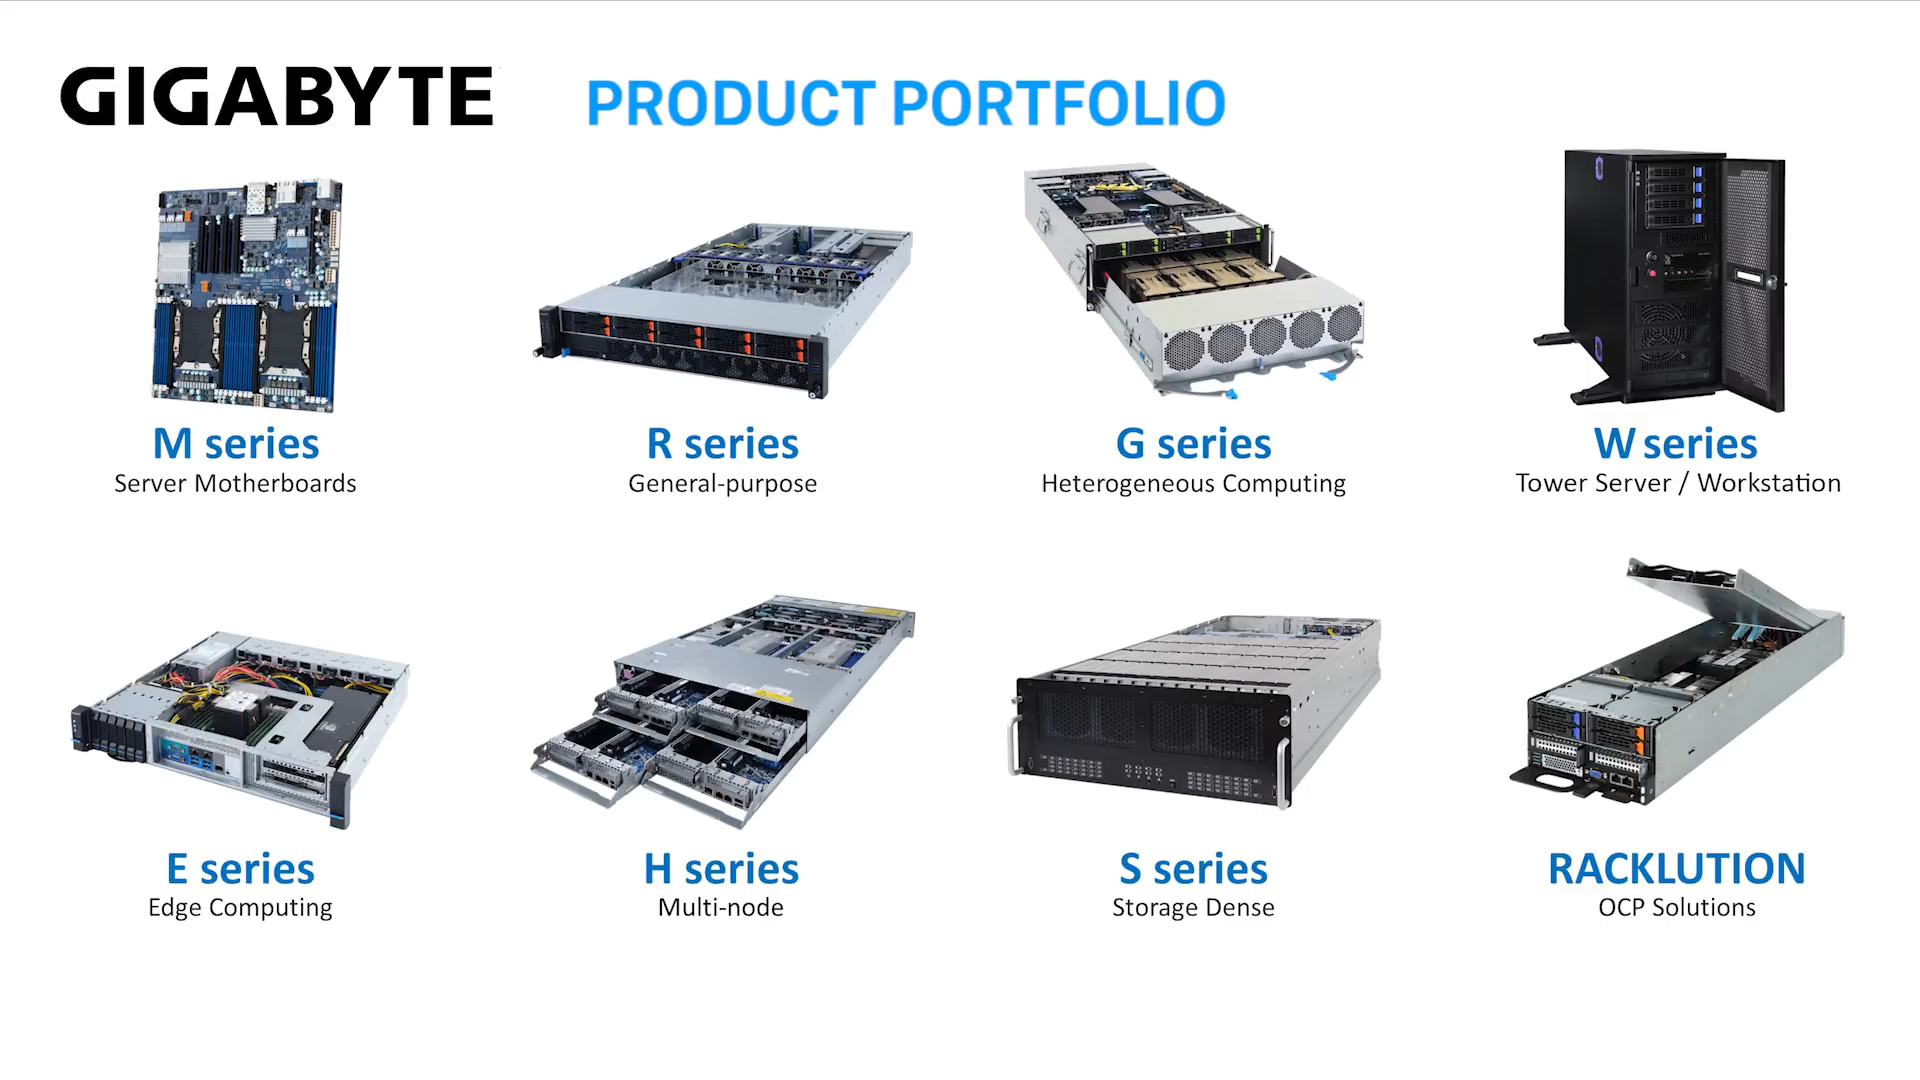 GIGABYTE
PRODUCT PORTFOLIO
M series
Server Motherboards
R series
General-purpose
G series
Heterogeneous Computing
W series
Tower Server / Workstation
E series
Edge Computing
H series
Multi-node
S series
Storage Dense
RACKLUTION
OCP Solutions